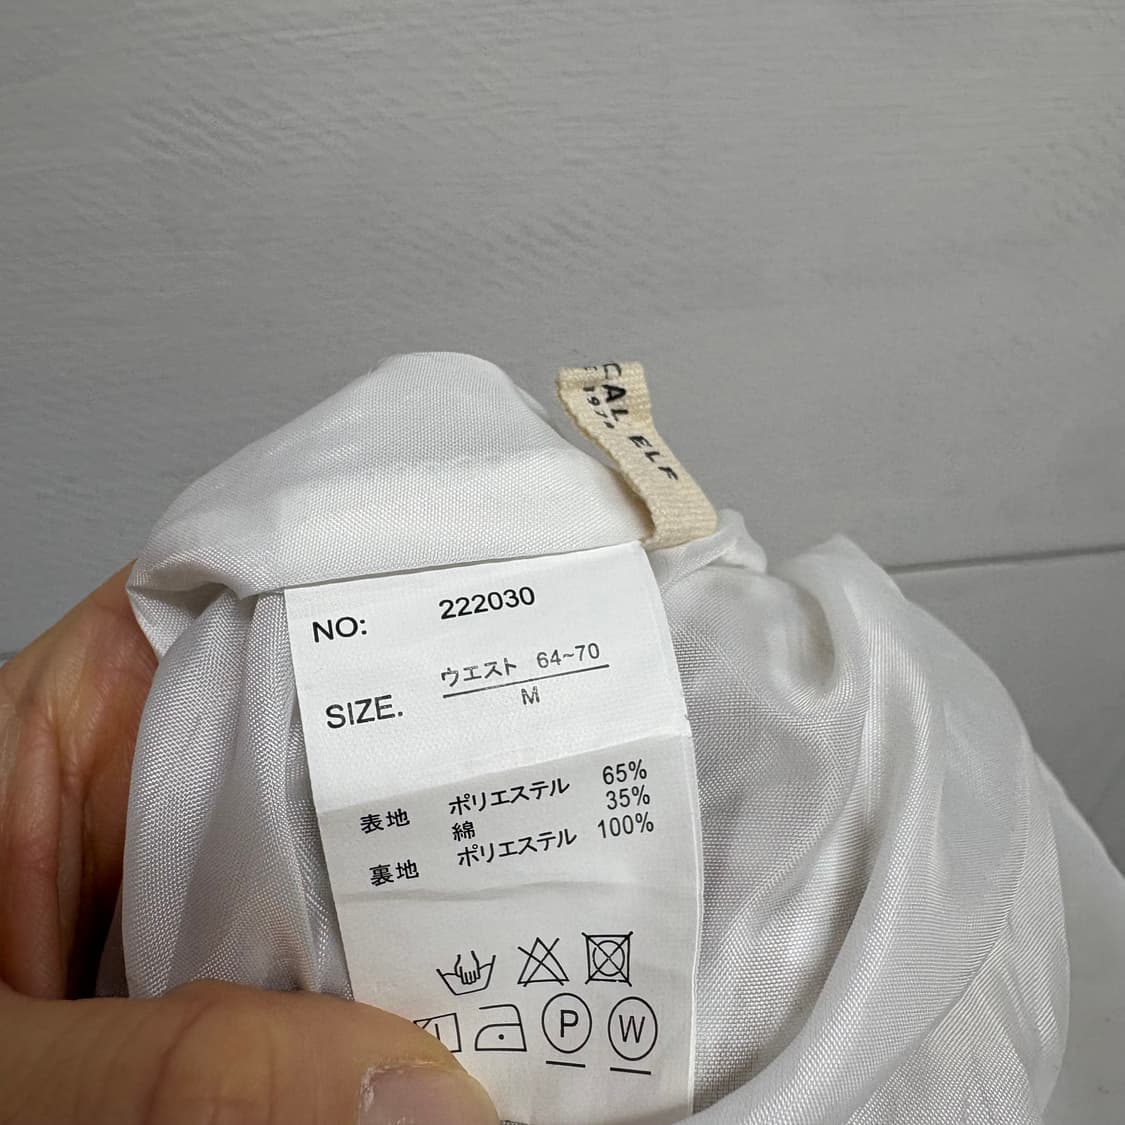 CAL ELF
197
NO: 222030
SIZE. ウエスト 64~70
M
表地 ポリエステル 65%
綿 35%
裏地 ポリエステル 100%
P W